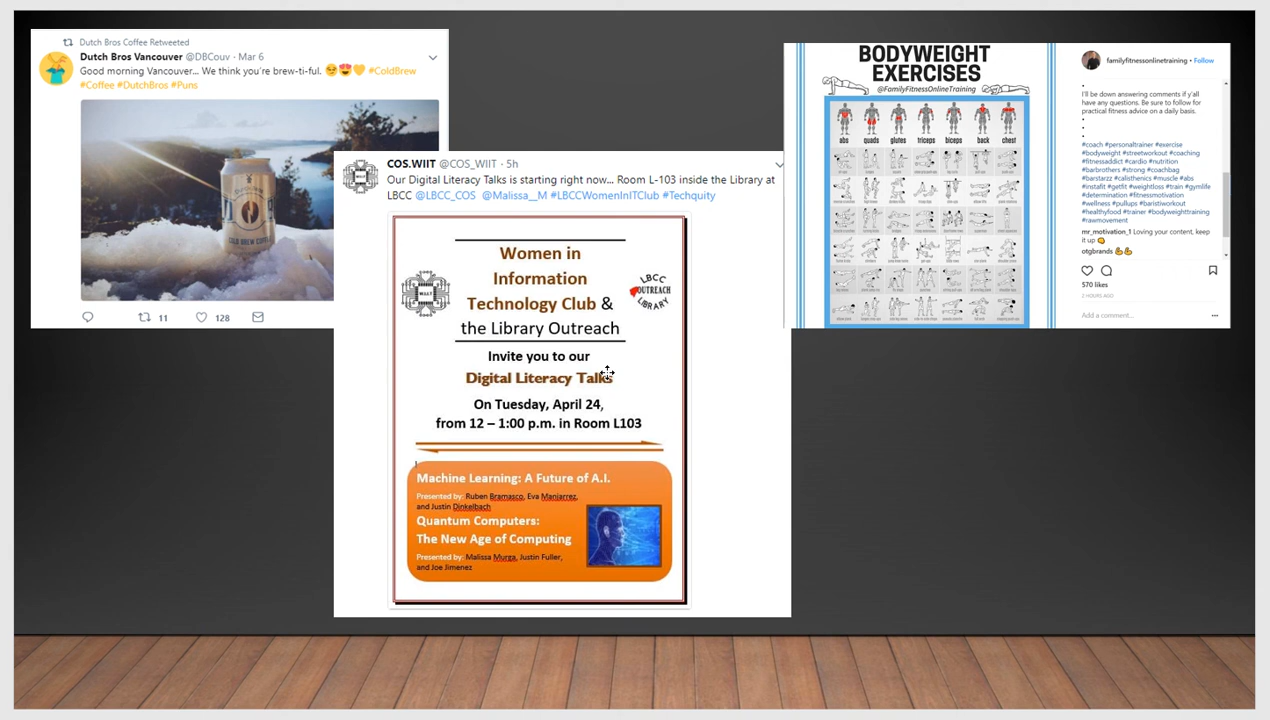 Dutch Bros Coffee Retweeted
Dutch Bros Vancouver @DBCouv · Mar 6
Good morning Vancouver... We think you're brew-ti-ful. 😏😍💛 #ColdBrew
#Coffee #DutchBros #Puns
COLD BREW COFFEE
11
128
COS.WIIT @COS_WIIT · 5h
Our Digital Literacy Talks is starting right now... Room L-103 inside the Library at
LBCC @LBCC_COS @Malissa__M #LBCCWomenInITClub #Techquity
Women in
Information
Technology Club &
the Library Outreach
LBCC
OUTREACH
LIBRARY
Invite you to our
Digital Literacy Talks
On Tuesday, April 24,
from 12 – 1:00 p.m. in Room L103
Machine Learning: A Future of A.I.
Presented by: Ruben Bramasco, Eva Manjarrez,
and Justin Dinkelbach
Quantum Computers:
The New Age of Computing
Presented by: Malissa Murga, Justin Fuller,
and Joe Jimenez
BODYWEIGHT
EXERCISES
@FamilyFitnessOnlineTraining
abs quads glutes triceps biceps back chest
familyfitnessonlinetraining • Follow
•
I'll be down answering comments if y'all
have any questions. Be sure to follow for
practical fitness advice on a daily basis.
•
•
•
#coach #personaltrainer #exercise
#bodyweight #streetworkout #coaching
#fitnessaddict #cardio #nutrition
#barbrothers #strong #coachbag
#barstarzz #calisthenics #muscle #abs
#instafit #getfit #weightloss #train #gymlife
#determination #fitnessmotivation
#wellness #pullups #baristiworkout
#healthyfood #trainer #bodyweighttraining
#rawmovement
mr_motivation_1 Loving your content, keep
it up 👊
otgbrands 💪💪
570 likes
2 HOURS AGO
Add a comment...